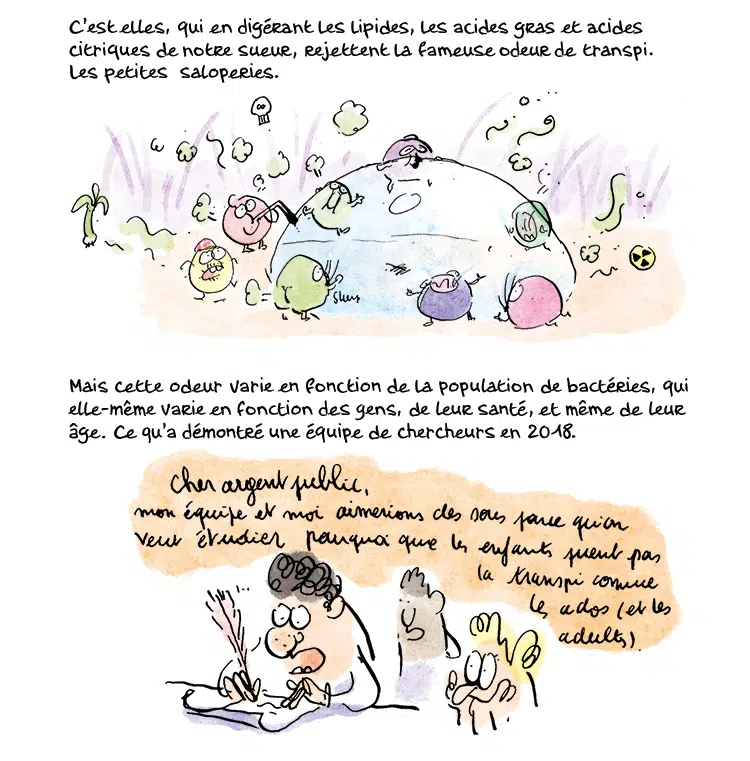 C'est elles, qui en digérant les lipides, les acides gras et acides
citriques de notre sueur, rejettent la fameuse odeur de transpi.
Les petites saloperies.
Slurp
Mais cette odeur varie en fonction de la population de bactéries, qui
elle-même varie en fonction des gens, de leur santé, et même de leur
âge. Ce qu'a démontré une équipe de chercheurs en 2018.
Cher argent public,
mon équipe et moi aimerions des sous parce qu'on
veut étudier pourquoi que les enfants puent pas
la transpi comme
les ados (et les
adultes)